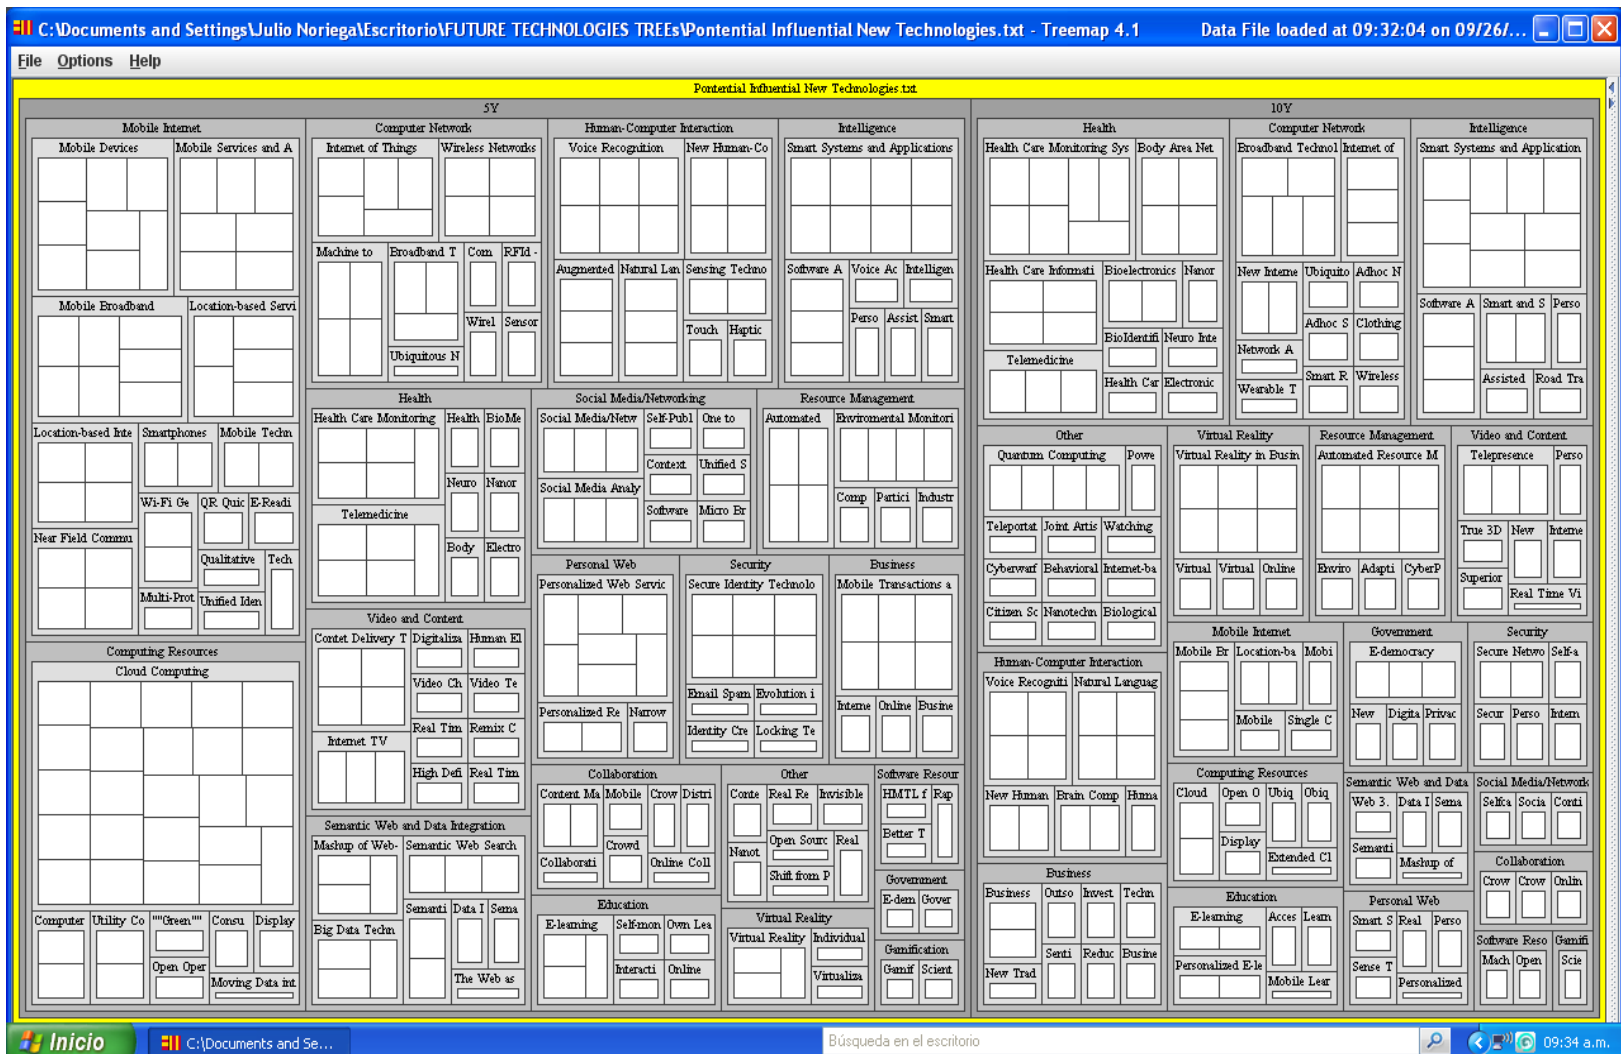 C:\Documents and Settings\Julio Noriega\Escritorio\FUTURE TECHNOLOGIES TREEs\Pontential Influential New Technologies.txt - Treemap 4.1 Data File loaded at 09:32:04 on 09/26/...
File Options Help
Pontential Influential New Technologies.txt
5Y
Mobile Internet
Mobile Devices
Mobile Services and A
Mobile Broadband
Location-based Servi
Location-based Inte
Smartphones
Mobile Techn
Wi-Fi Ge
QR Quic
E-Readi
Near Field Commu
Qualitative
Tech
Multi-Prot
Unified Iden
Computing Resources
Cloud Computing
Computer
Utility Co
""Green""
Consu
Display
Open Oper
Moving Data int
Computer Network
Internet of Things
Wireless Networks
Machine to
Broadband T
Com
RFId -
Wirel
Sensor
Ubiquitous N
Health
Health Care Monitoring
Health
BioMe
Neuro
Nanor
Telemedicine
Body
Electro
Video and Content
Contet Delivery T
Digitaliza
Human El
Video Ch
Video Te
Real Tim
Remix C
Internet TV
High Defi
Real Tim
Semantic Web and Data Integration
Mashup of Web-
Semantic Web Search
Semanti
Data I
Sema
Big Data Techn
The Web as
Human-Computer Interaction
Voice Recognition
New Human-Co
Augmented
Natural Lan
Sensing Techno
Touch
Haptic
Intelligence
Smart Systems and Applications
Software A
Voice Ac
Intelligen
Perso
Assist
Smart
Social Media/Networking
Social Media/Netw
Self-Publ
One to
Context
Unified S
Social Media Analy
Software
Micro Br
Resource Management
Automated
Enviromental Monitori
Comp
Partici
Industr
Personal Web
Personalized Web Servic
Personalized Re
Narrow
Security
Secure Identity Technolo
Email Spam
Evolution i
Identity Cre
Locking Te
Business
Mobile Transactions a
Interne
Online
Busine
Collaboration
Content Ma
Mobile
Crow
Distri
Crowd
Collaborati
Online Coll
Other
Conte
Real Re
Invisible
Open Sourc
Real
Nanot
Shift from P
Software Resour
HMTL f
Rap
Better T
Government
E-dem
Gover
Education
E-learning
Self-mon
Own Lea
Interacti
Online
Virtual Reality
Virtual Reality
Individual
Virtualiza
Gamification
Gamif
Scient
10Y
Health
Health Care Monitoring Sys
Body Area Net
Health Care Informati
Bioelectronics
Nanor
BioIdentifi
Neuro Inte
Telemedicine
Health Car
Electronic
Computer Network
Broadband Technol
Internet of
New Interne
Ubiquito
Adhoc N
Adhoc S
Clothing
Network A
Smart R
Wireless
Wearable T
Intelligence
Smart Systems and Application
Software A
Smart and S
Perso
Assisted
Road Tra
Other
Quantum Computing
Powe
Teleportat
Joint Artis
Watching
Cyberwarf
Behavioral
Internet-ba
Citizen Sc
Nanotechn
Biological
Virtual Reality
Virtual Reality in Busin
Virtual
Virtual
Online
Resource Management
Automated Resource M
Enviro
Adapti
CyberP
Video and Content
Telepresence
Perso
True 3D
New
Interne
Superior
Real Time Vi
Human-Computer Interaction
Voice Recogniti
Natural Languag
New Human
Brain Comp
Huma
Mobile Internet
Mobile Br
Location-ba
Mobi
Mobile
Single C
Government
E-democracy
New
Digita
Privac
Security
Secure Netwo
Self-a
Secur
Perso
Intern
Computing Resources
Cloud
Open O
Ubiq
Obiq
Display
Extended Cl
Semantic Web and Data
Web 3.
Data I
Sema
Semanti
Mashup of
Social Media/Network
Selfca
Socia
Conti
Collaboration
Crow
Crow
Onlin
Business
Business
Outso
Invest
Techn
Senti
Reduc
Busine
New Trad
Education
E-learning
Acces
Learn
Personalized E-le
Mobile Lear
Personal Web
Smart S
Real
Perso
Sense T
Personalized
Software Reso
Mach
Open
Gamifi
Scie
Inicio
C:\Documents and Se...
Búsqueda en el escritorio
09:34 a.m.